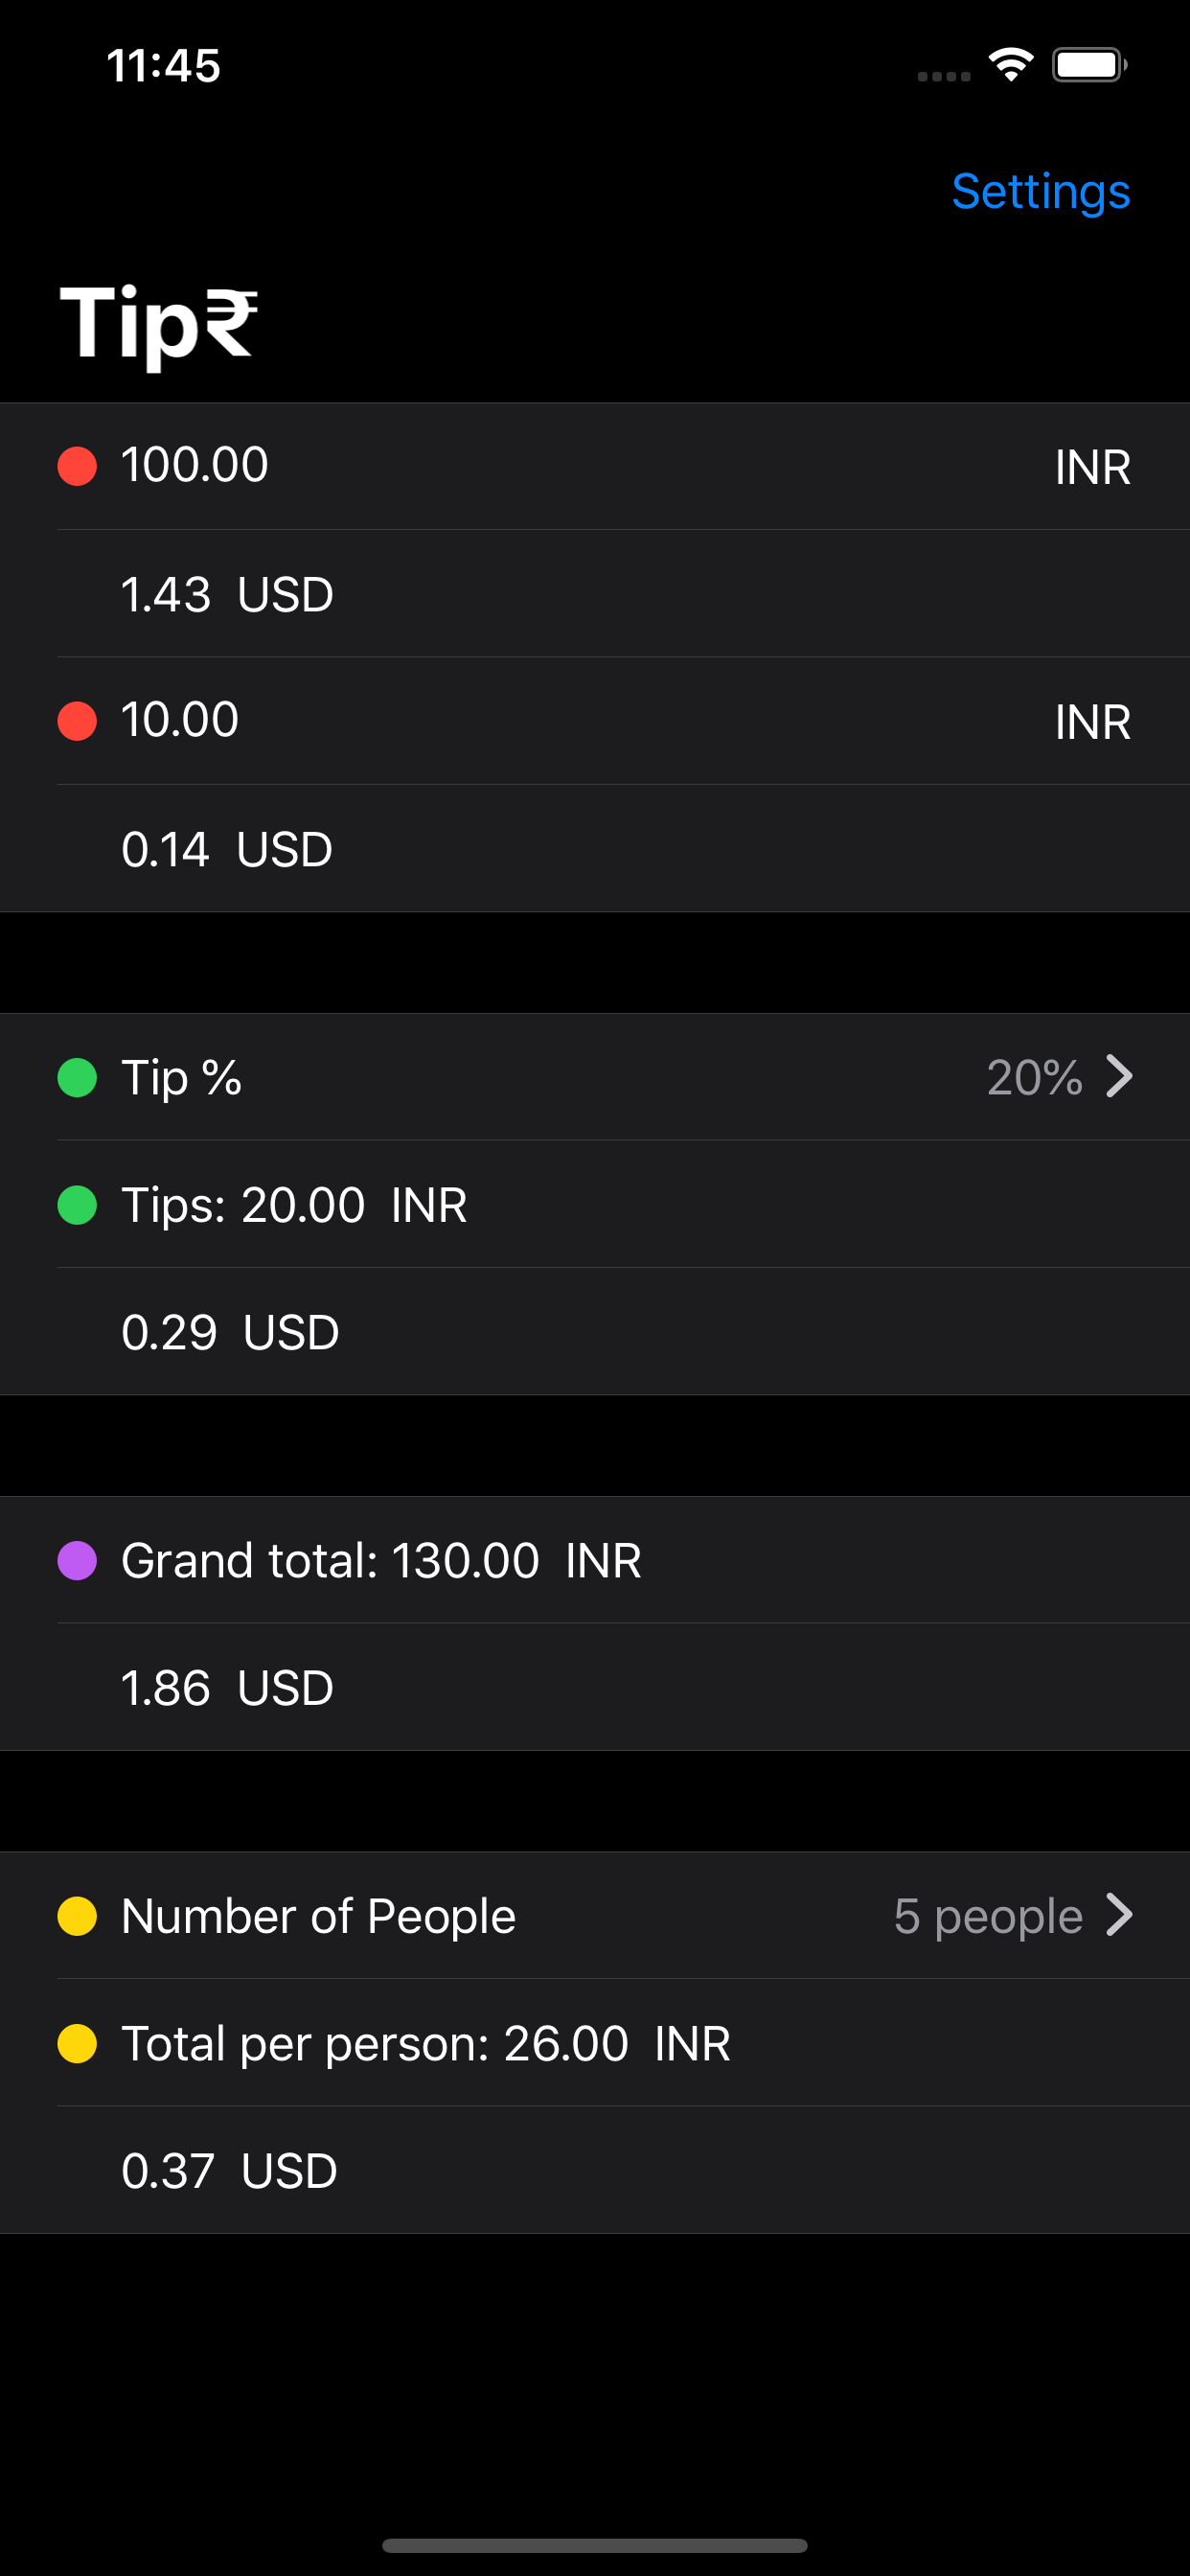 11:45
Settings
Tip₹
100.00 INR
1.43 USD
10.00 INR
0.14 USD
Tip % 20%
Tips: 20.00 INR
0.29 USD
Grand total: 130.00 INR
1.86 USD
Number of People 5 people
Total per person: 26.00 INR
0.37 USD